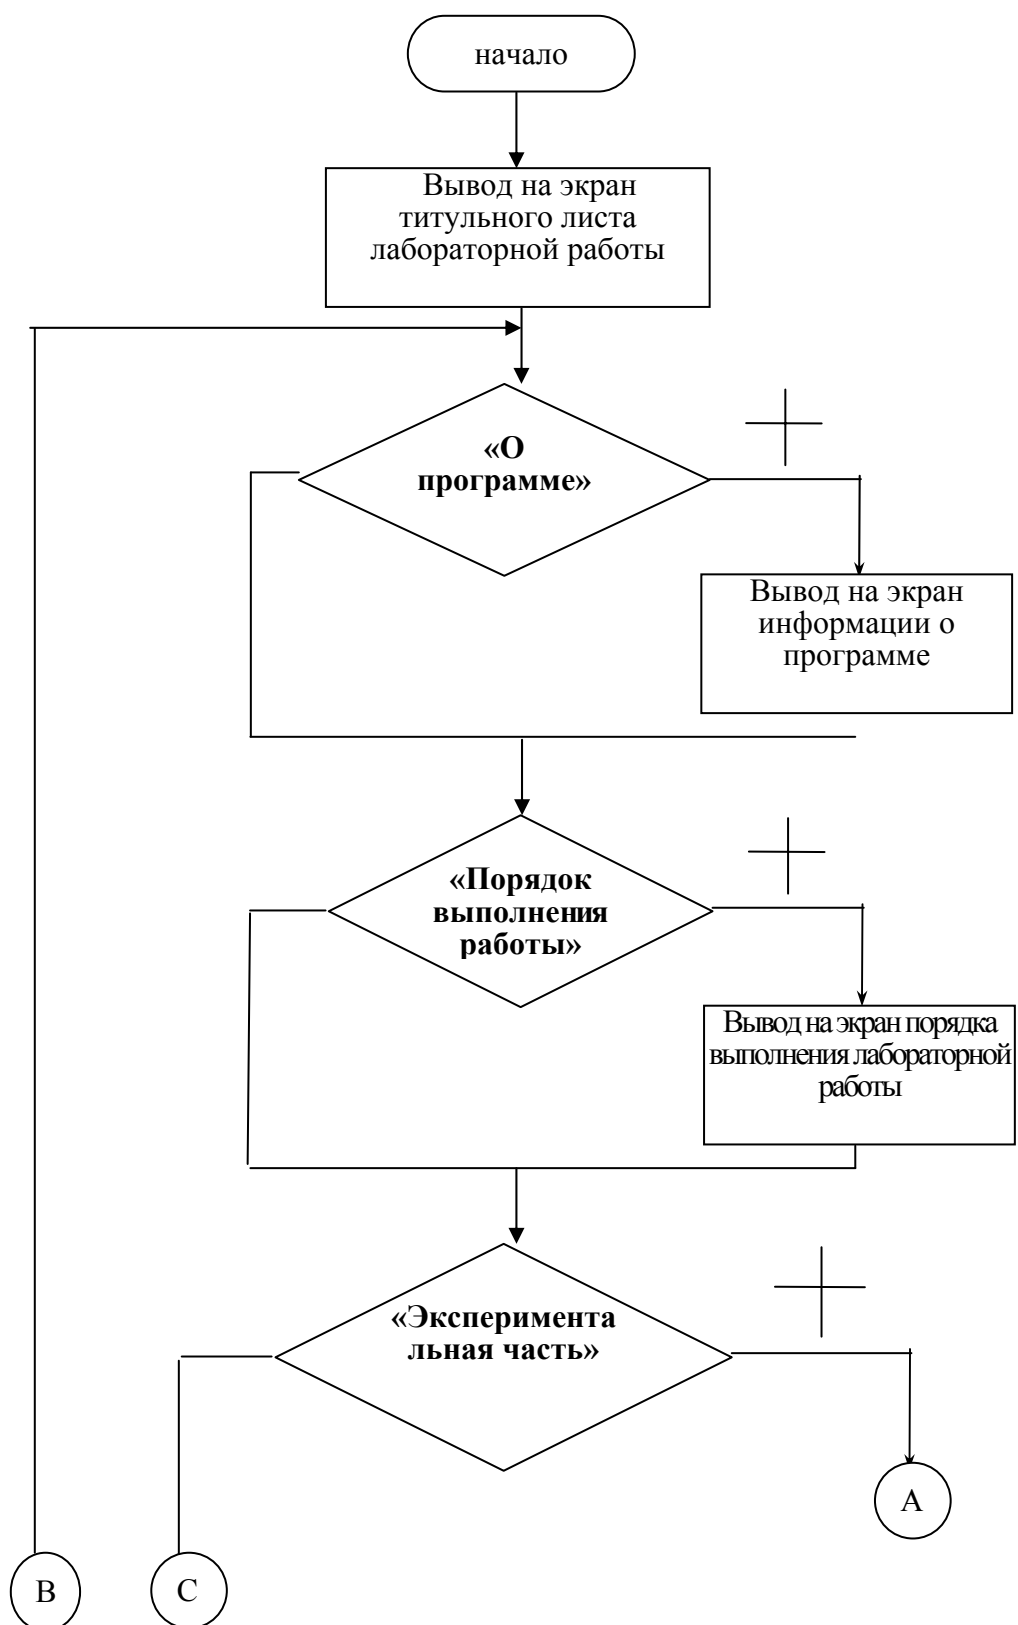 начало
Вывод на экран
титульного листа
лабораторной работы
«О
программе»
Вывод на экран
информации о
программе
«Порядок
выполнения
работы»
Вывод на экран порядка
выполнения лабораторной
работы
«Эксперимента
льная часть»
А
В
С